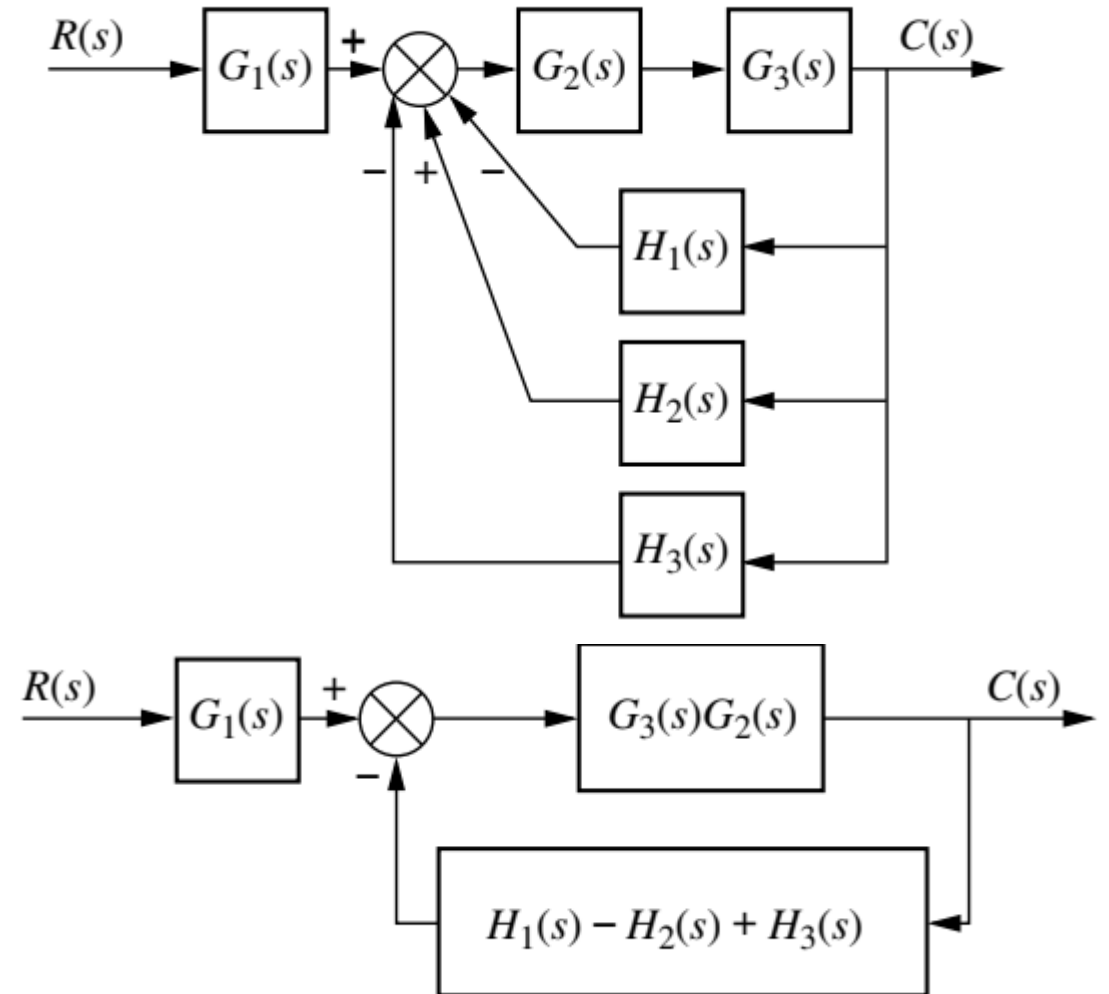 R(s) G₁(s) + G₂(s) G₃(s) C(s)
− + −
H₁(s)
H₂(s)
H₃(s)
R(s) G₁(s) + G₃(s)G₂(s) C(s)
−
H₁(s) − H₂(s) + H₃(s)